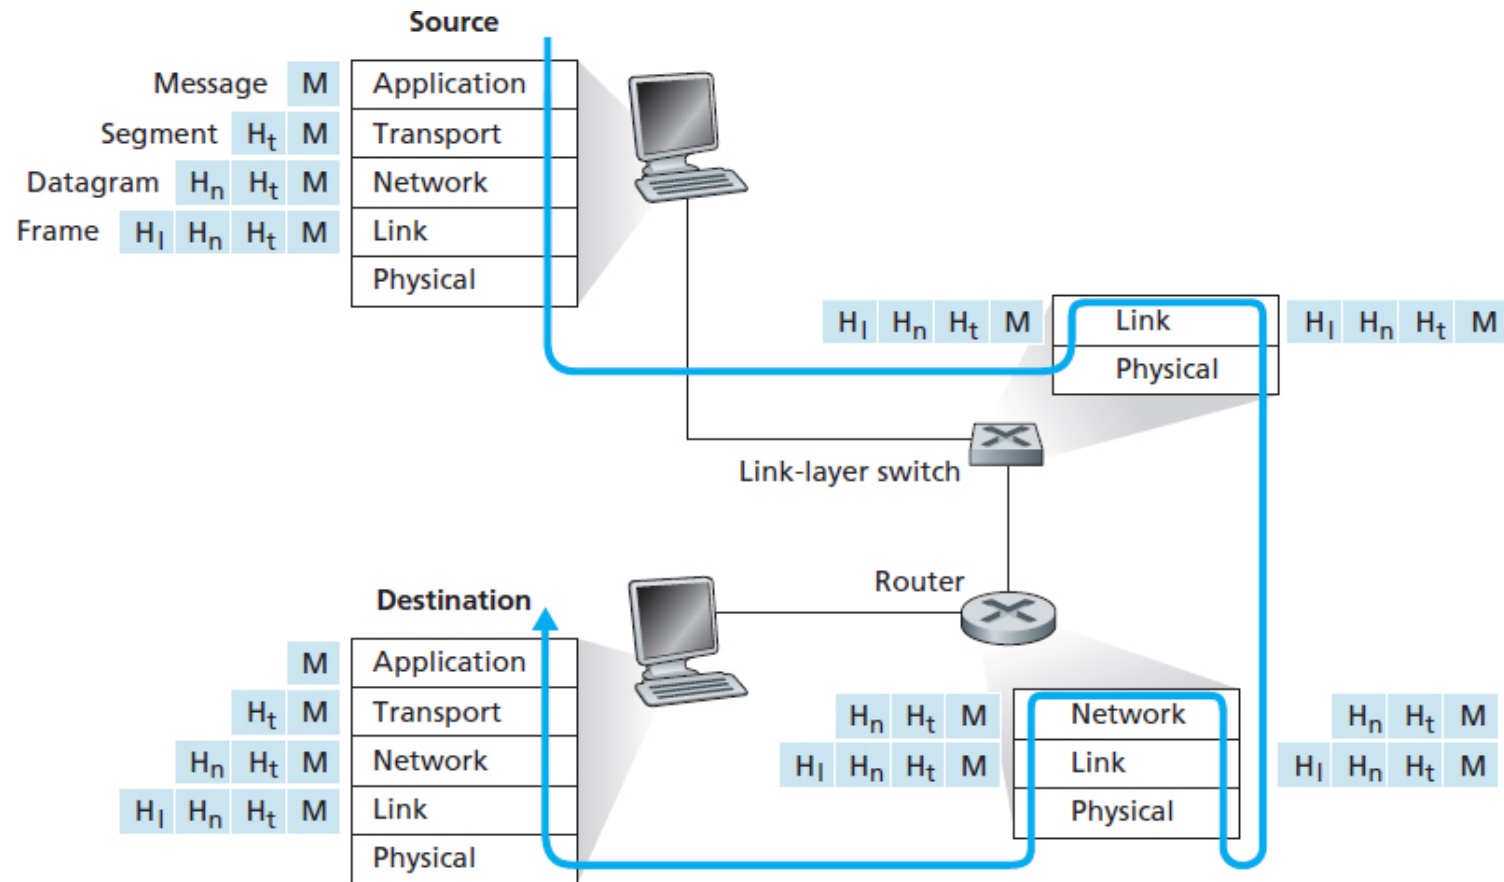 Source
Message M Application
Segment Ht M Transport
Datagram Hn Ht M Network
Frame Hl Hn Ht M Link
Physical
Hl Hn Ht M Link Hl Hn Ht M
Physical
Link-layer switch
Router
Destination
M Application
Ht M Transport
Hn Ht M Network
Hl Hn Ht M Link
Physical
Hn Ht M Network Hn Ht M
Hl Hn Ht M Link Hl Hn Ht M
Physical